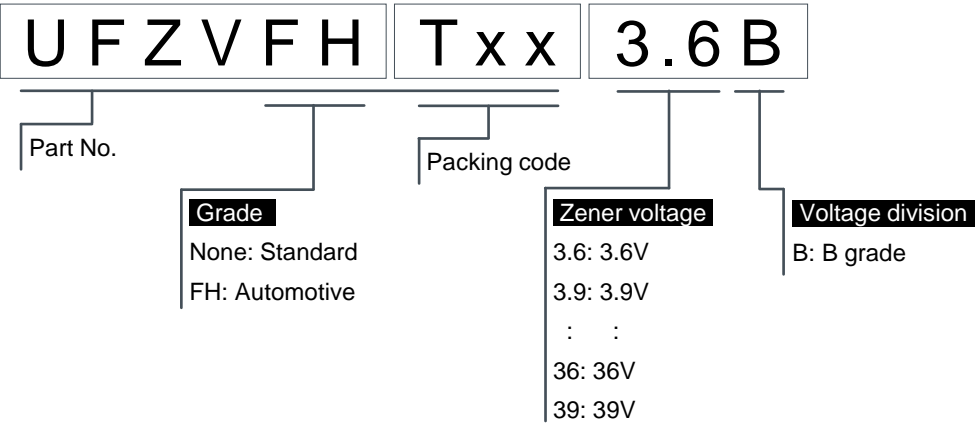 UFZVFH Txx 3.6B
Part No.
Packing code
Grade
None: Standard
FH: Automotive
Zener voltage
3.6: 3.6V
3.9: 3.9V
: :
36: 36V
39: 39V
Voltage division
B: B grade